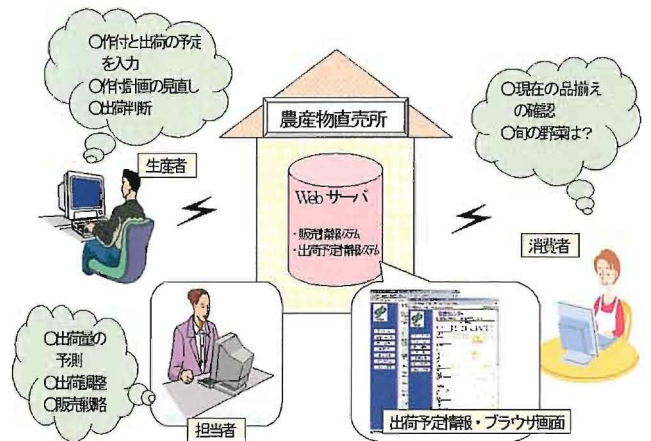 ○作付と出荷の予定
を入力
○作付計画の見直し
○出荷判断
生産者
農産物直売所
○現在の品揃え
の確認
○旬の野菜は?
消費者
Webサーバ
・販売情報システム
・出荷予定情報システム
○出荷量の
予測
○出荷調整
○販売戦略
担当者
出荷予定情報・ブラウザ画面